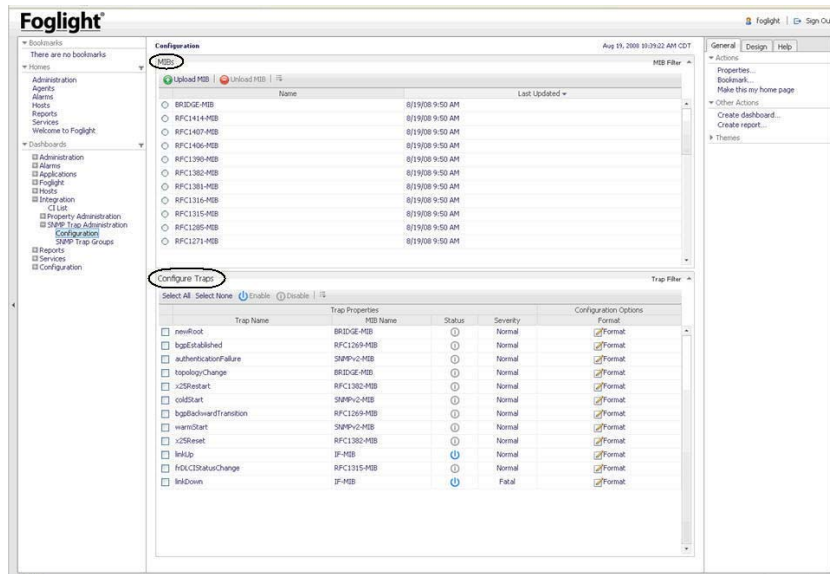 Foglight
foglight Sign Ou
Bookmarks
There are no bookmarks
Homes
Administration
Agents
Alarms
Hosts
Reports
Services
Welcome to Foglight
Dashboards
Administration
Alarms
Applications
Foglight
Hosts
Integration
CI List
Property Administration
SNMP Trap Administration
Configuration
SNMP Trap Groups
Reports
Services
Configuration
Configuration Aug 19, 2008 10:39:22 AM CDT
MIBs MIB Filter
Upload MIB Unload MIB
Name Last Updated
BRIDGE-MIB 8/19/08 9:50 AM
RFC1414-MIB 8/19/08 9:50 AM
RFC1407-MIB 8/19/08 9:50 AM
RFC1406-MIB 8/19/08 9:50 AM
RFC1398-MIB 8/19/08 9:50 AM
RFC1382-MIB 8/19/08 9:50 AM
RFC1381-MIB 8/19/08 9:50 AM
RFC1316-MIB 8/19/08 9:50 AM
RFC1315-MIB 8/19/08 9:50 AM
RFC1285-MIB 8/19/08 9:50 AM
RFC1271-MIB 8/19/08 9:50 AM
Configure Traps Trap Filter
Select All Select None Enable Disable
Trap Properties Configuration Options
Trap Name MIB Name Status Severity Format
newRoot BRIDGE-MIB Normal Format
bgpEstablished RFC1269-MIB Normal Format
authenticationFailure SNMPv2-MIB Normal Format
topologyChange BRIDGE-MIB Normal Format
x25Restart RFC1382-MIB Normal Format
coldStart SNMPv2-MIB Normal Format
bgpBackwardTransition RFC1269-MIB Normal Format
warmStart SNMPv2-MIB Normal Format
x25Reset RFC1382-MIB Normal Format
linkUp IF-MIB Normal Format
frDLCIStatusChange RFC1315-MIB Normal Format
linkDown IF-MIB Fatal Format
General Design Help
Actions
Properties...
Bookmark...
Make this my home page
Other Actions
Create dashboard...
Create report...
Themes